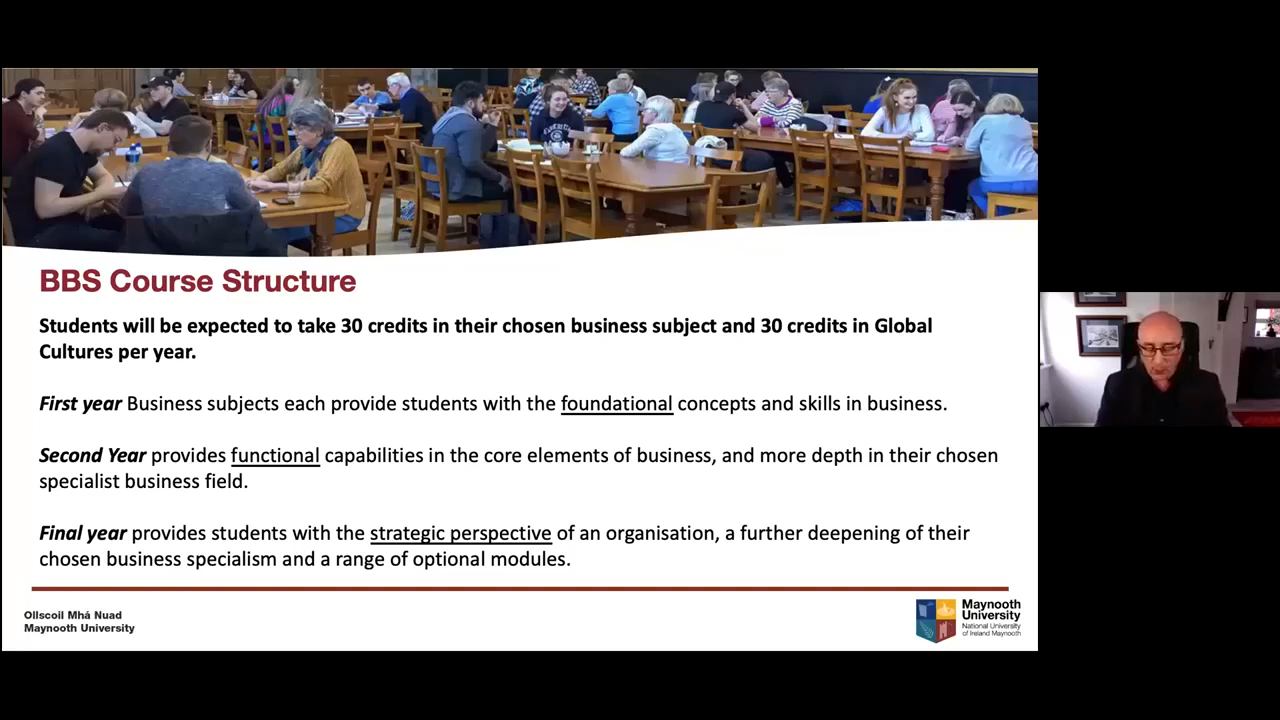 BBS Course Structure
Students will be expected to take 30 credits in their chosen business subject and 30 credits in Global
Cultures per year.
First year Business subjects each provide students with the foundational concepts and skills in business.
Second Year provides functional capabilities in the core elements of business, and more depth in their chosen
specialist business field.
Final year provides students with the strategic perspective of an organisation, a further deepening of their
chosen business specialism and a range of optional modules.
Ollscoil Mhá Nuad
Maynooth University
Maynooth
University
National University
of Ireland Maynooth